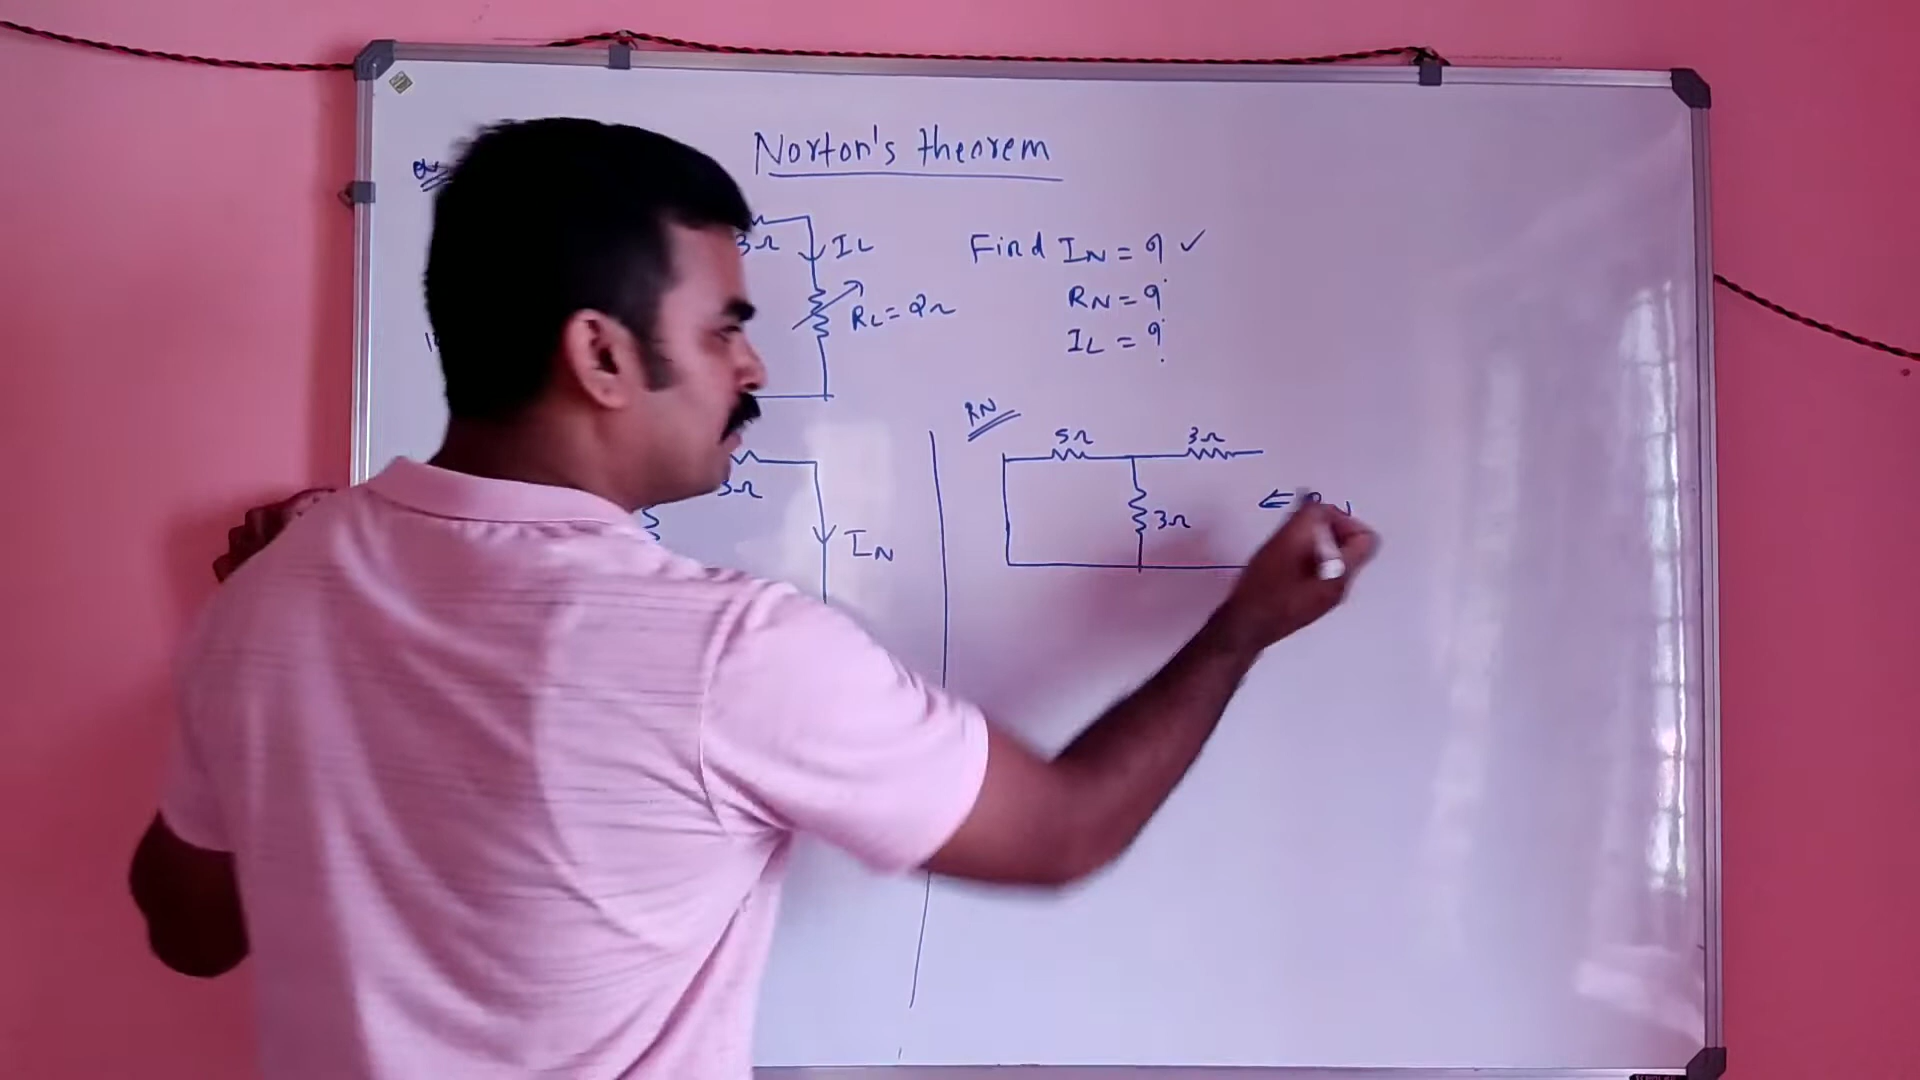 Norton's theorem
3Ω
IL
RL = 2Ω
Find IN = ? ✓
RN = ?
IL = ?
3Ω
IN
RN
5Ω
3Ω
3Ω
⇐